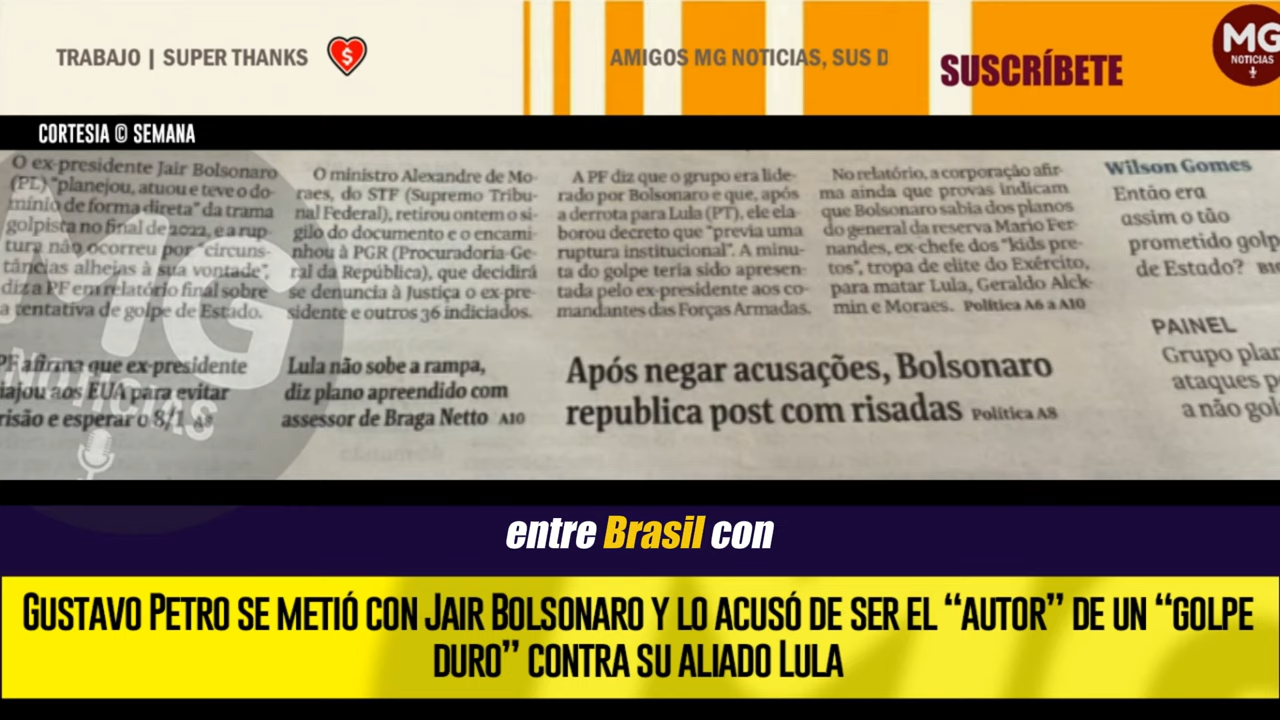 TRABAJO | SUPER THANKS
AMIGOS MG NOTICIAS, SUS D
SUSCRÍBETE
MG
NOTICIAS
CORTESIA © SEMANA
O ex-presidente Jair Bolsonaro
(PL) "planejou, atuou e teve o do-
mínio de forma direta" da trama
golpista no final de 2022, e a rup-
tura não ocorreu por "circuns-
tâncias alheias à sua vontade",
diz a PF em relatório final sobre
a tentativa de golpe de Estado.
O ministro Alexandre de Mo-
raes, do STF (Supremo Tribu-
nal Federal), retirou ontem o si-
gilo do documento e o encami-
nhou à PGR (Procuradoria-Ge-
ral da República), que decidirá
se denuncia à Justiça o ex-pre-
sidente e outros 36 indiciados.
A PF diz que o grupo era lide-
rado por Bolsonaro e que, após
a derrota para Lula (PT), ele ela-
borou decreto que "previa uma
ruptura institucional". A minu-
ta do golpe teria sido apresen-
tada pelo ex-presidente aos co-
mandantes das Forças Armadas.
No relatório, a corporação afir-
ma ainda que provas indicam
que Bolsonaro sabia dos planos
do general da reserva Mario Fer-
nandes, ex-chefe dos "kids pre-
tos", tropa de elite do Exército,
para matar Lula, Geraldo Alck-
min e Moraes. Política A6 a A10
Wilson Gomes
Então era
assim o tão
prometido golp
de Estado?
PAINEL
Grupo plan
ataques p
a não gol
PF afirma que ex-presidente
iajou aos EUA para evitar
risão e esperar o 8/1
Lula não sobe a rampa,
diz plano apreendido com
assessor de Braga Netto A10
Após negar acusações, Bolsonaro
republica post com risadas Política A8
MG
Noticias
entre Brasil con
GUSTAVO PETRO SE METIÓ CON JAIR BOLSONARO Y LO ACUSÓ DE SER EL “AUTOR” DE UN “GOLPE
DURO” CONTRA SU ALIADO LULA